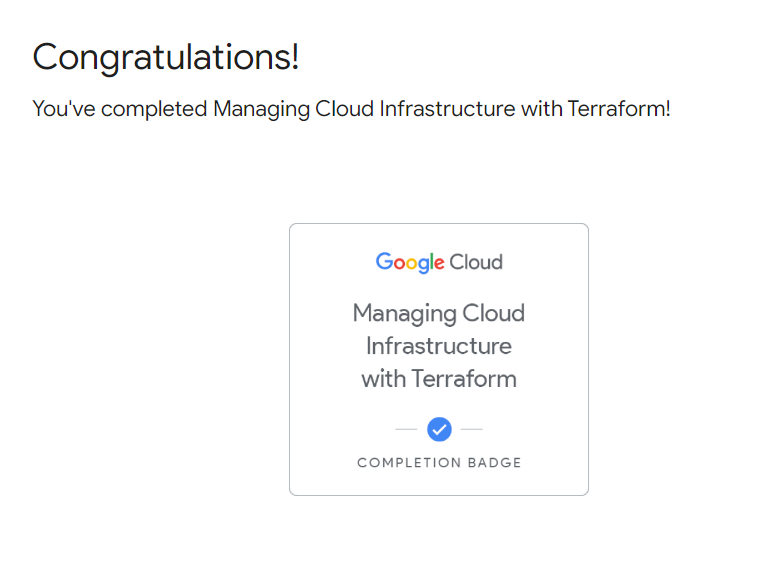 Congratulations!
You've completed Managing Cloud Infrastructure with Terraform!
Google Cloud
Managing Cloud
Infrastructure
with Terraform
COMPLETION BADGE